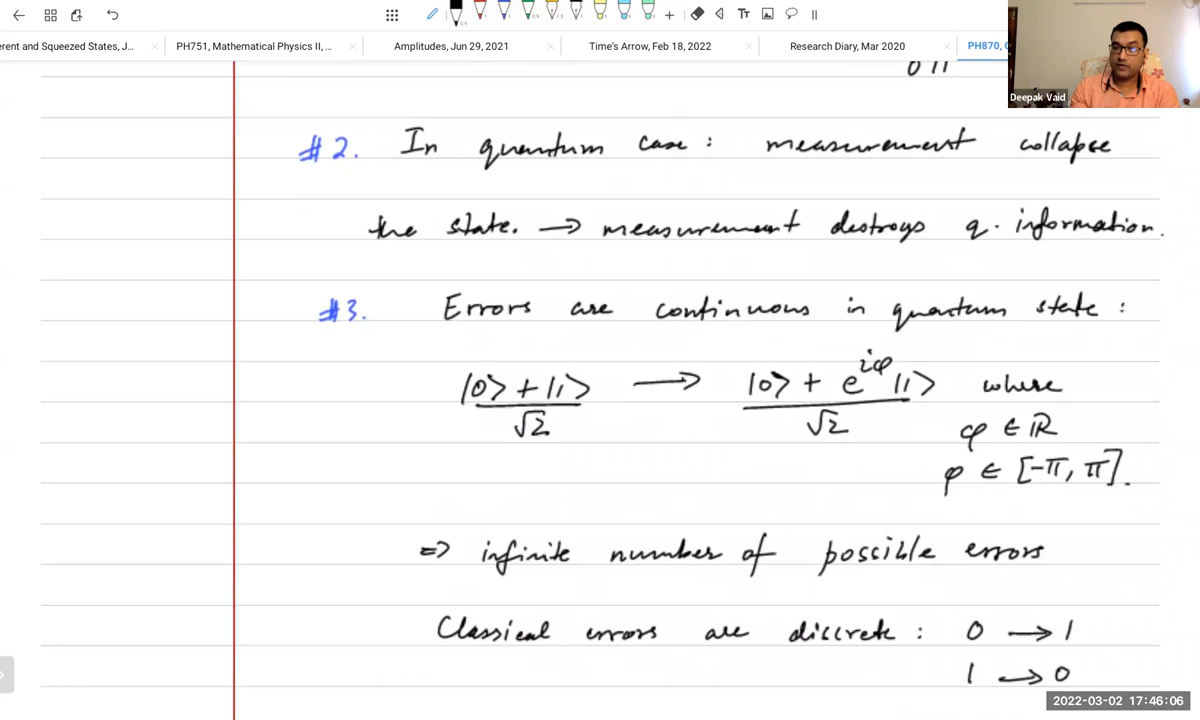 erent and Squeezed States, J...
PH751, Mathematical Physics II, ...
Amplitudes, Jun 29, 2021
Time's Arrow, Feb 18, 2022
Research Diary, Mar 2020
PH870,
Deepak Vaid
#2. In quantum case : measurement collapse
the state. → measurement destroys q. information.
#3. Errors are continuous in quantum state :
|0> + |1> / √2 → |0> + e^{iφ} |1> / √2 where
φ ∈ ℝ
φ ∈ [-π, π].
⇒ infinite number of possible errors
Classical errors are discrete : 0 → 1
1 → 0
2022-03-02 17:46:06